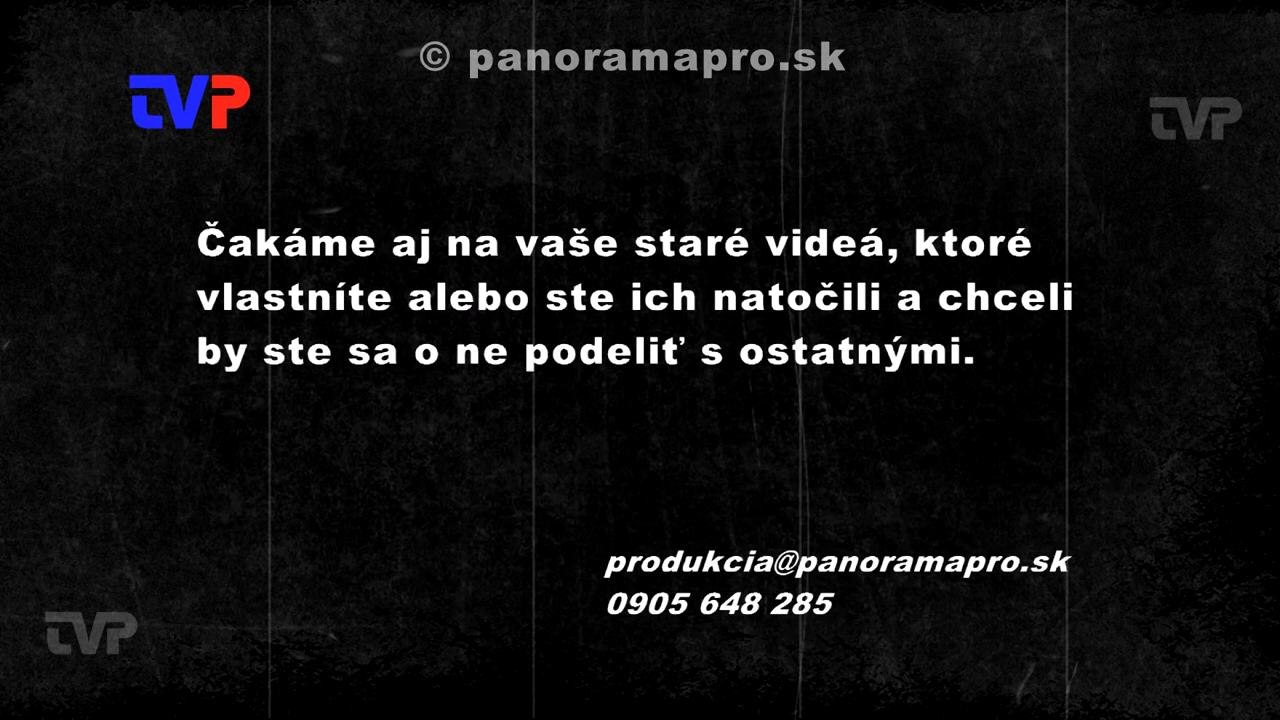 © panoramapro.sk
TVP
TVP
Čakáme aj na vaše staré videá, ktoré
vlastníte alebo ste ich natočili a chceli
by ste sa o ne podeliť s ostatnými.
produkcia@panoramapro.sk
0905 648 285
TVP